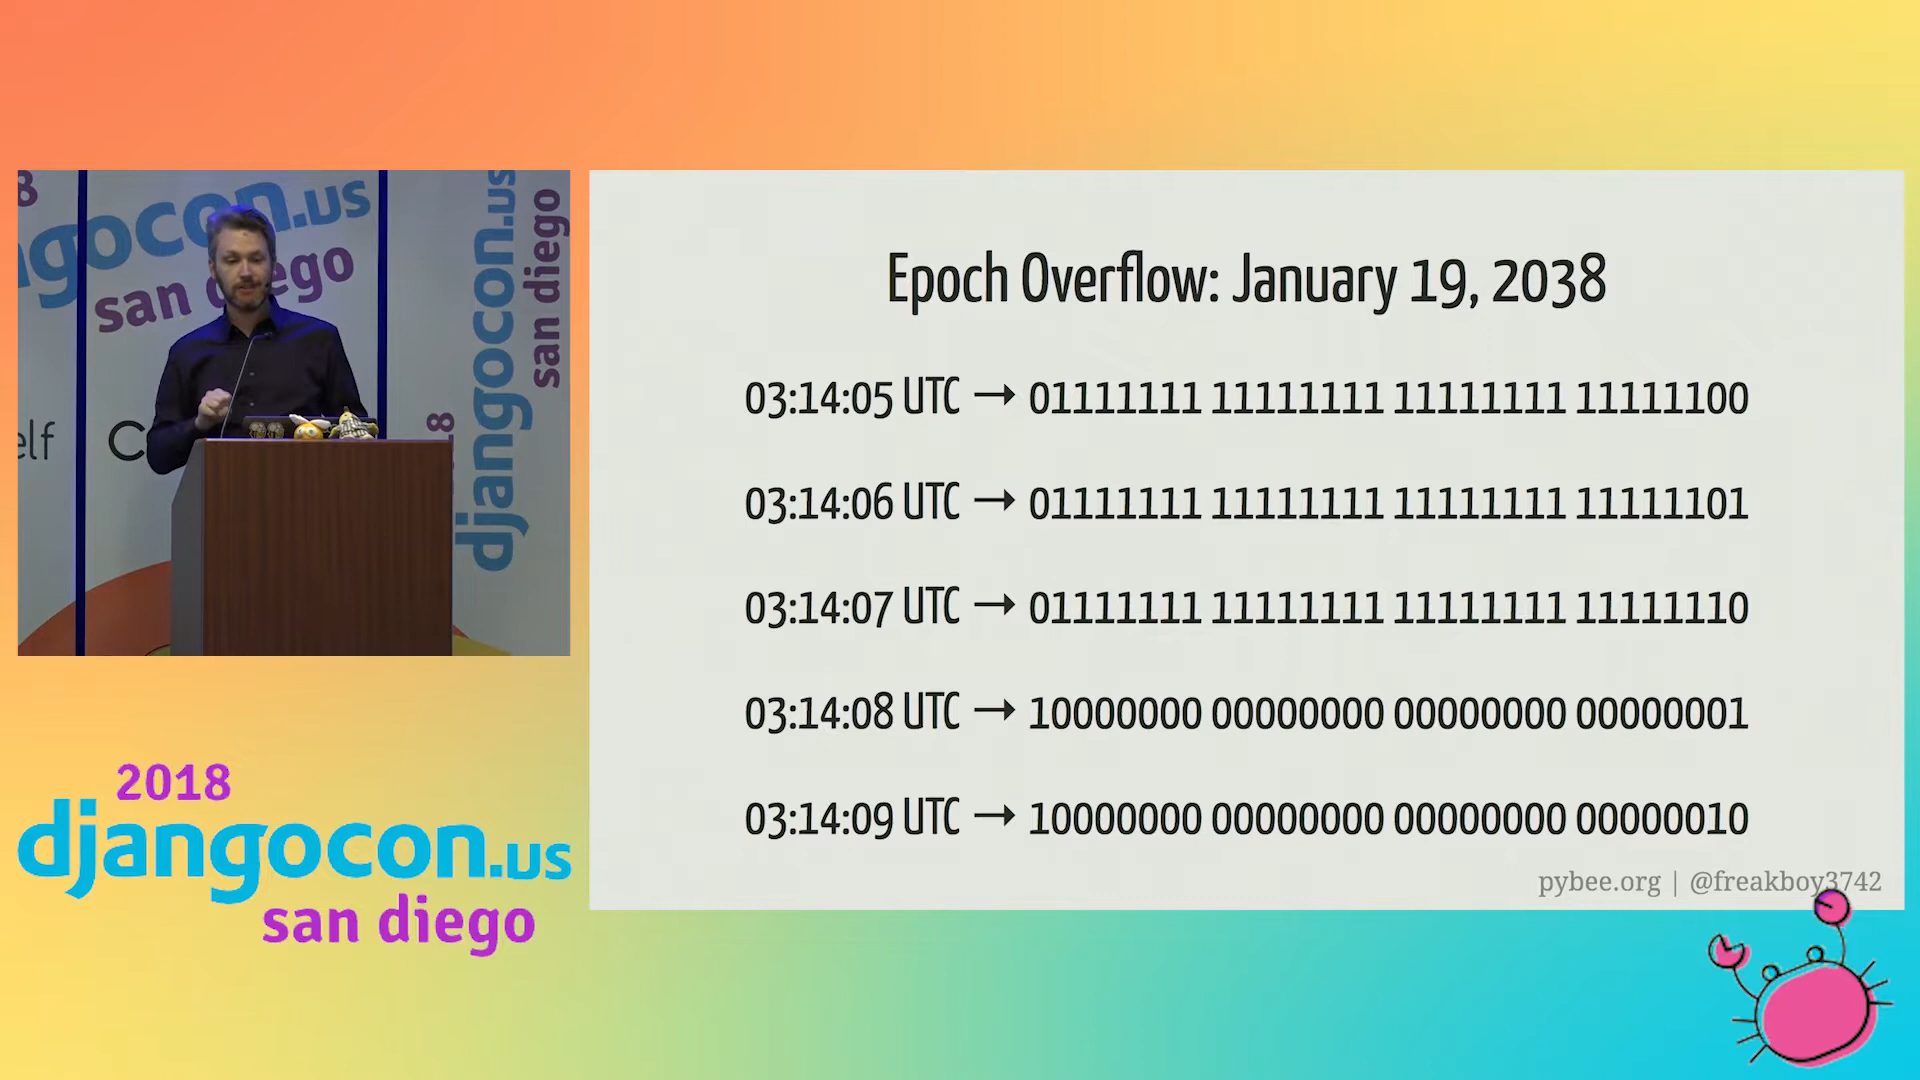 8
djangocon.us
san diego
elf
C
djangocon.us
san diego
18
2018
djangocon.us
san diego
Epoch Overflow: January 19, 2038
03:14:05 UTC → 01111111 11111111 11111111 11111100
03:14:06 UTC → 01111111 11111111 11111111 11111101
03:14:07 UTC → 01111111 11111111 11111111 11111110
03:14:08 UTC → 10000000 00000000 00000000 00000001
03:14:09 UTC → 10000000 00000000 00000000 00000010
pybee.org | @freakboy3742